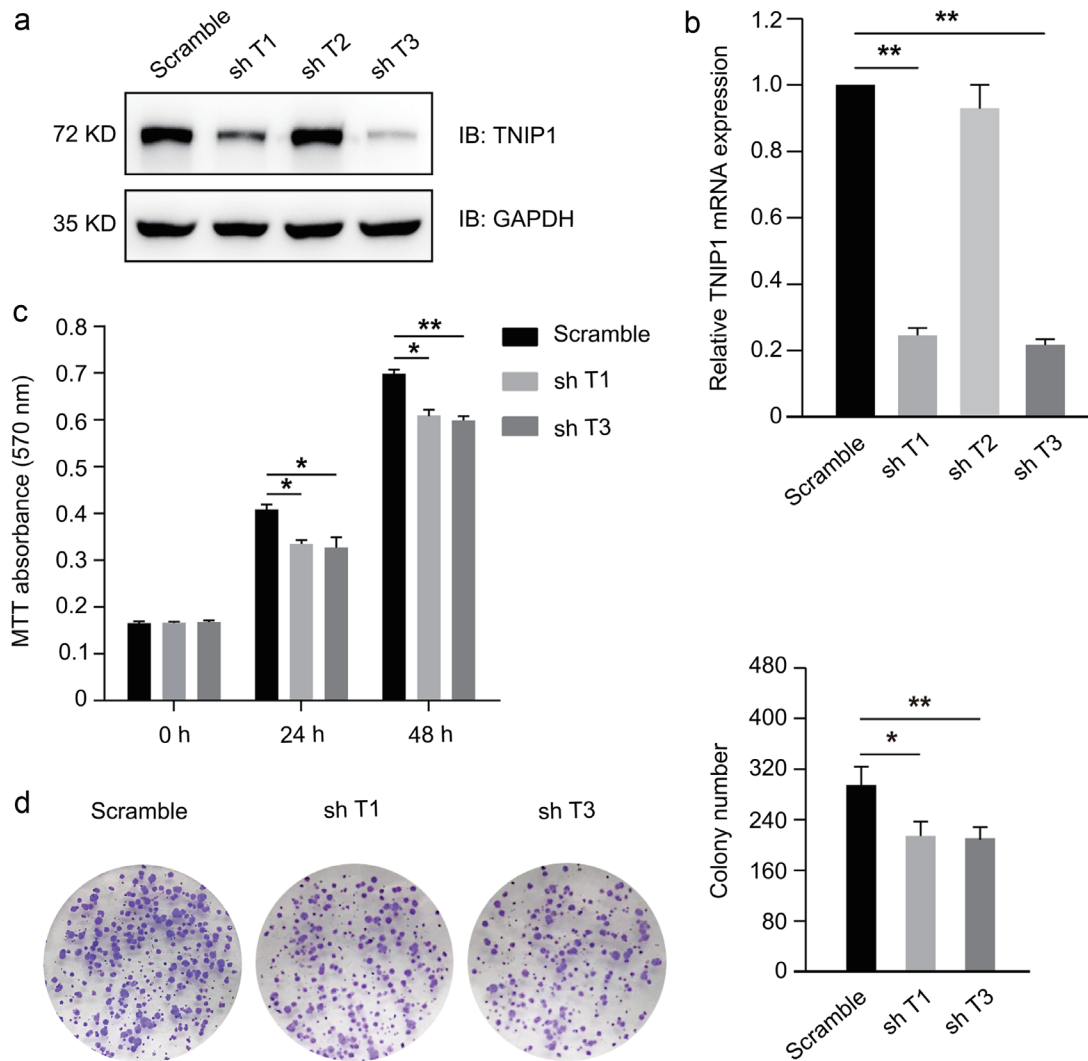 a
Scramble
sh T1
sh T2
sh T3
72 KD
IB: TNIP1
35 KD
IB: GAPDH
b
Relative TNIP1 mRNA expression
1.2
1.0
0.8
0.6
0.4
0.2
0
**
**
Scramble
sh T1
sh T2
sh T3
c
MTT absorbance (570 nm)
0.8
0.7
0.6
0.5
0.4
0.3
0.2
0.1
0
*
*
**
*
0 h
24 h
48 h
Scramble
sh T1
sh T3
d
Scramble
sh T1
sh T3
Colony number
480
400
320
240
160
80
0
**
*
Scramble
sh T1
sh T3